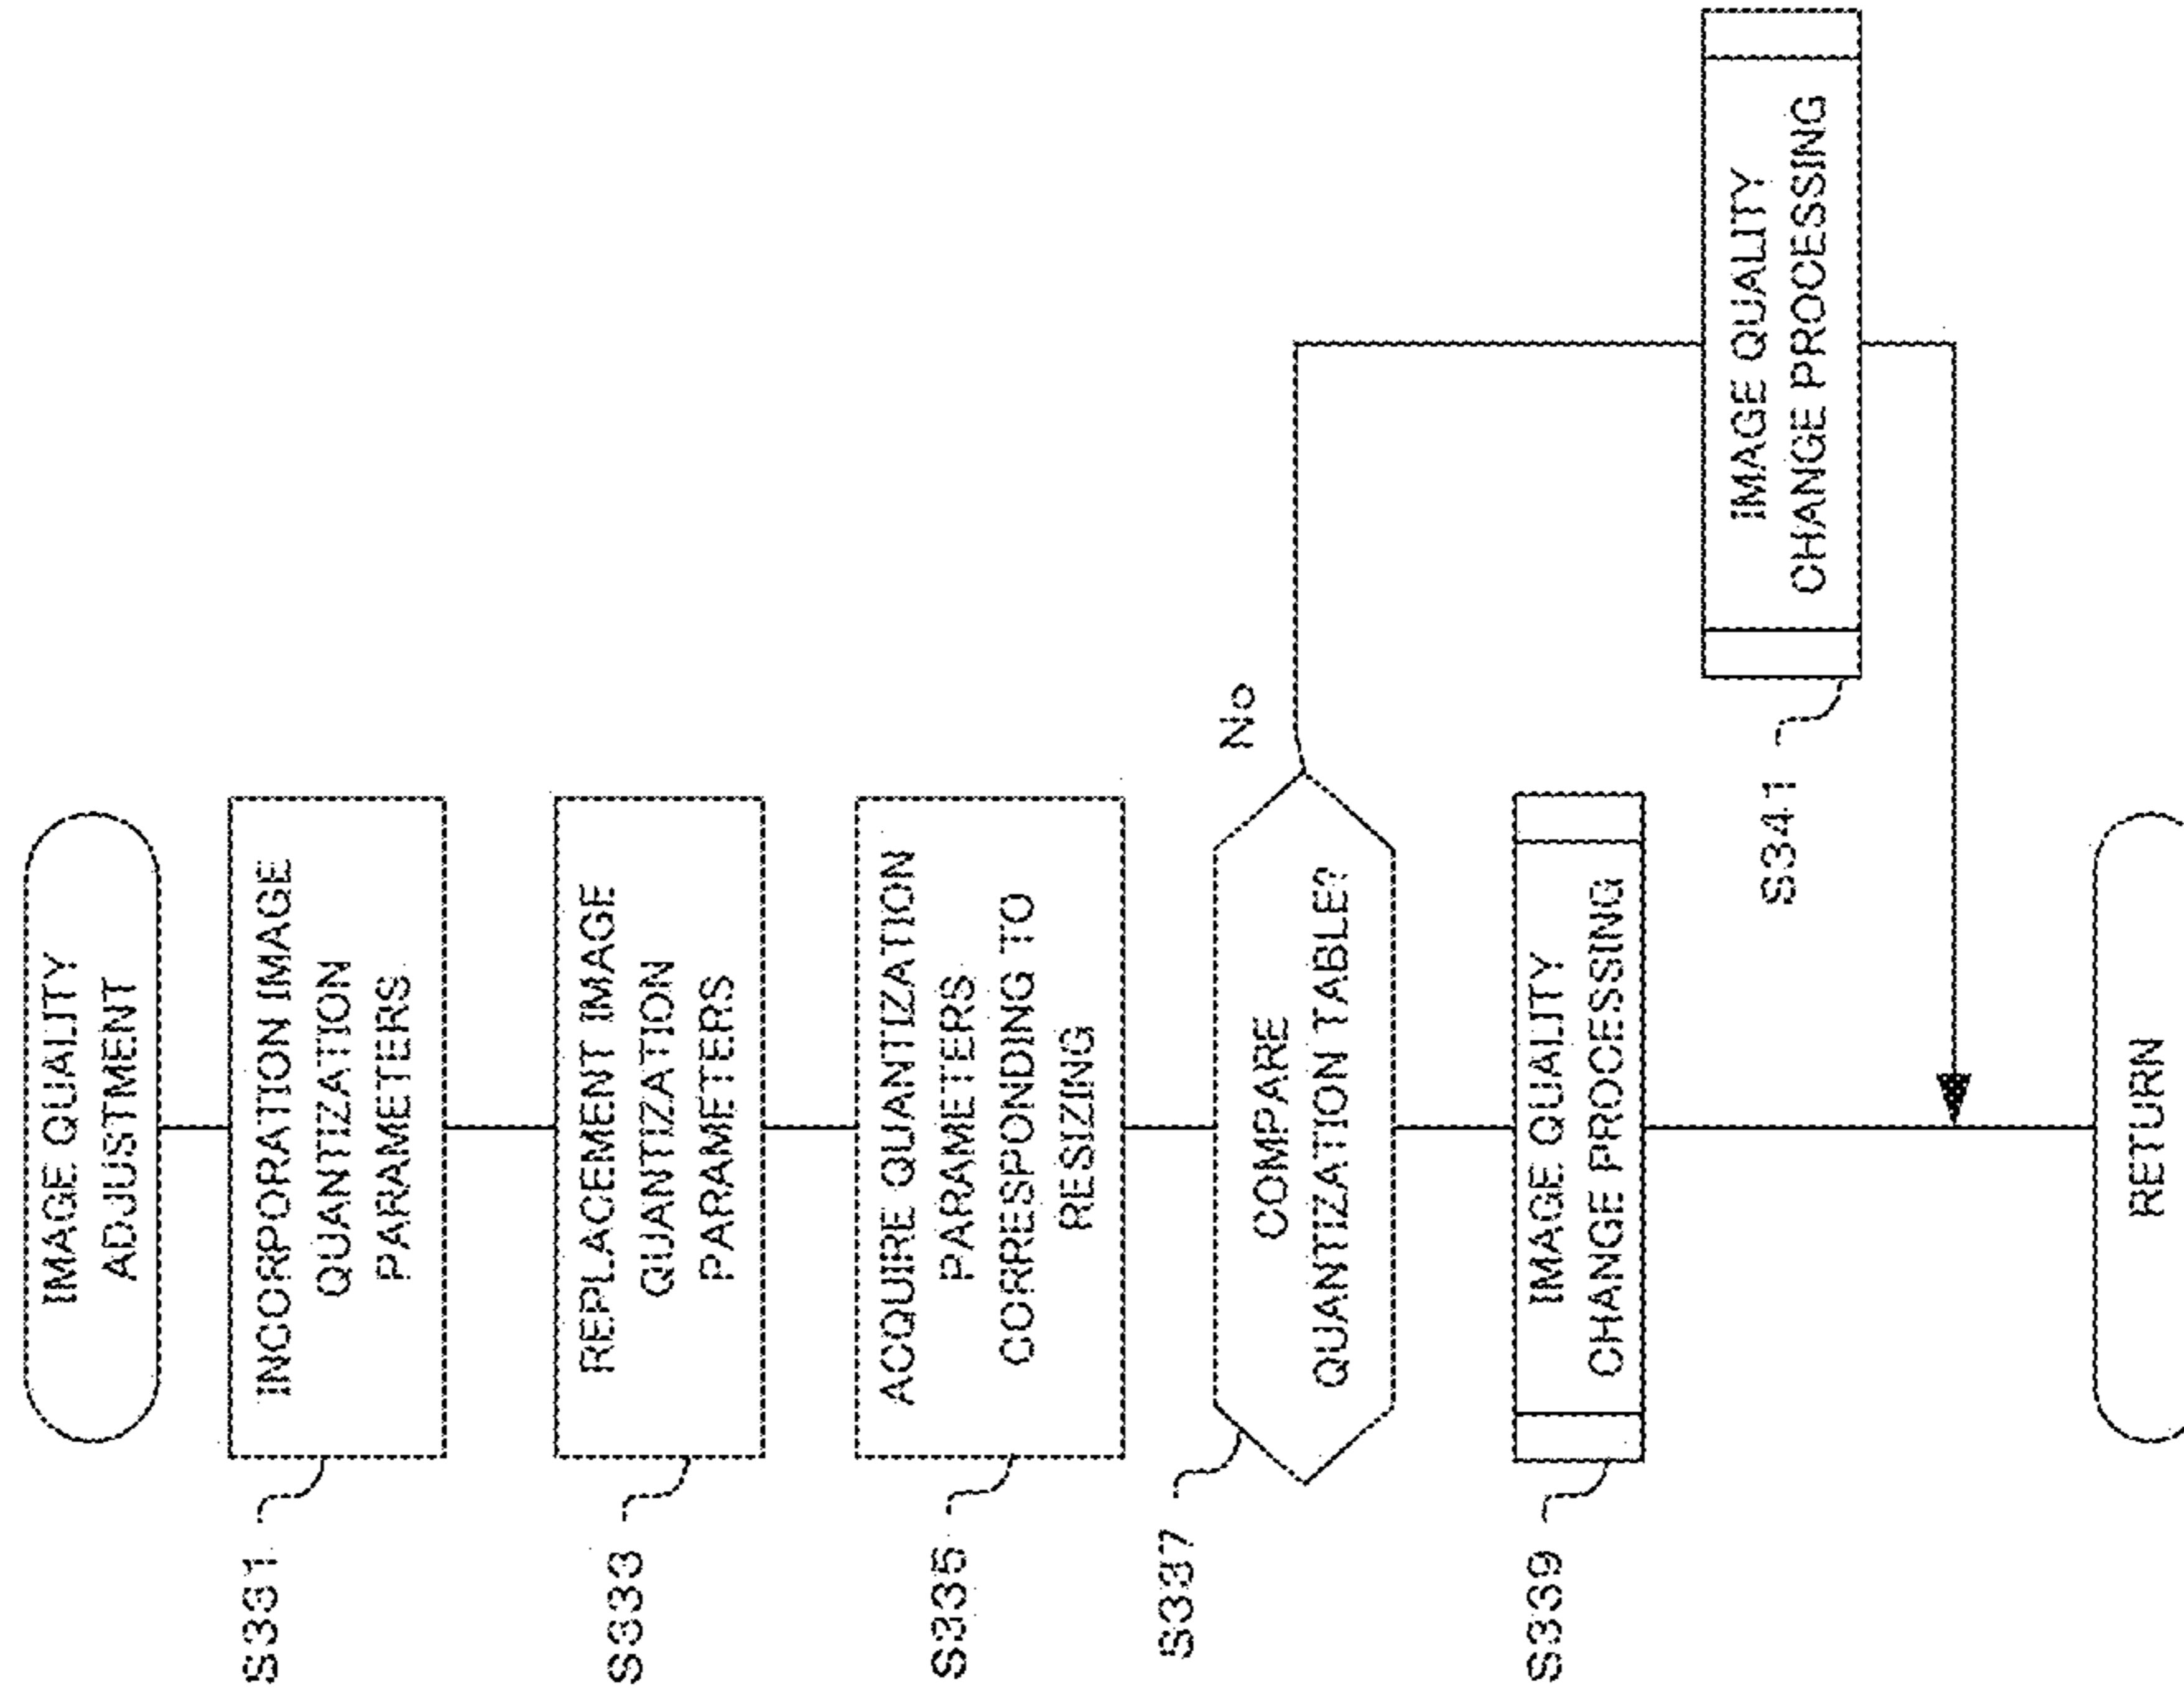 IMAGE QUALITY
ADJUSTMENT
S331
INCORPORATION IMAGE
QUANTIZATION
PARAMETERS
S333
REPLACEMENT IMAGE
QUANTIZATION
PARAMETERS
S335
ACQUIRE QUANTIZATION
PARAMETERS
CORRESPONDING TO
RESIZING
S337
COMPARE
QUANTIZATION TABLE?
No
S339
IMAGE QUALITY
CHANGE PROCESSING
S341
IMAGE QUALITY
CHANGE PROCESSING
RETURN